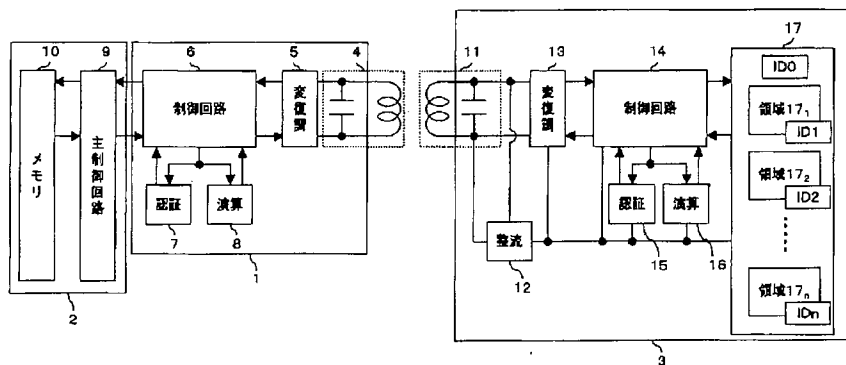 10
9
6
5
4
11
13
14
17
メモリ
主制御回路
制御回路
変復調
変復調
制御回路
ID0
領域17₁
ID1
領域17₂
ID2
領域17ₙ
IDn
認証
演算
7
8
整流
12
認証
演算
15
16
1
2
3